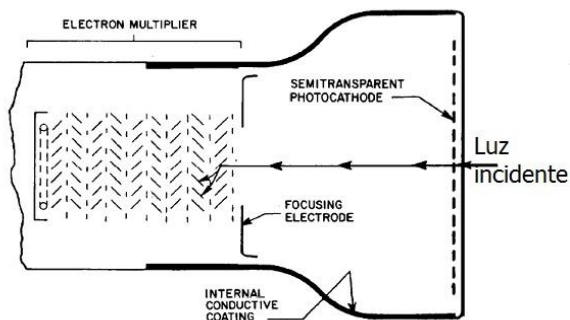 ELECTRON MULTIPLIER
SEMITRANSPARENT
PHOTOCATHODE
Luz
incidente
FOCUSING
ELECTRODE
INTERNAL
CONDUCTIVE
COATING